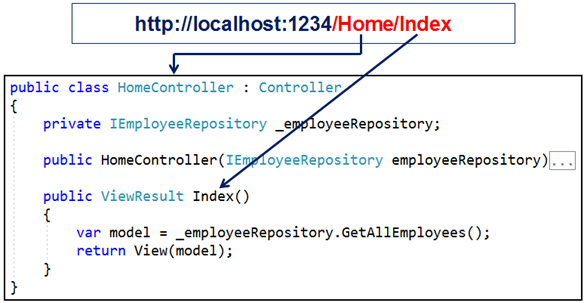 http://localhost:1234/Home/Index
public class HomeController : Controller
{
private IEmployeeRepository _employeeRepository;
public HomeController(IEmployeeRepository employeeRepository)...
public ViewResult Index()
{
var model = _employeeRepository.GetAllEmployees();
return View(model);
}
}